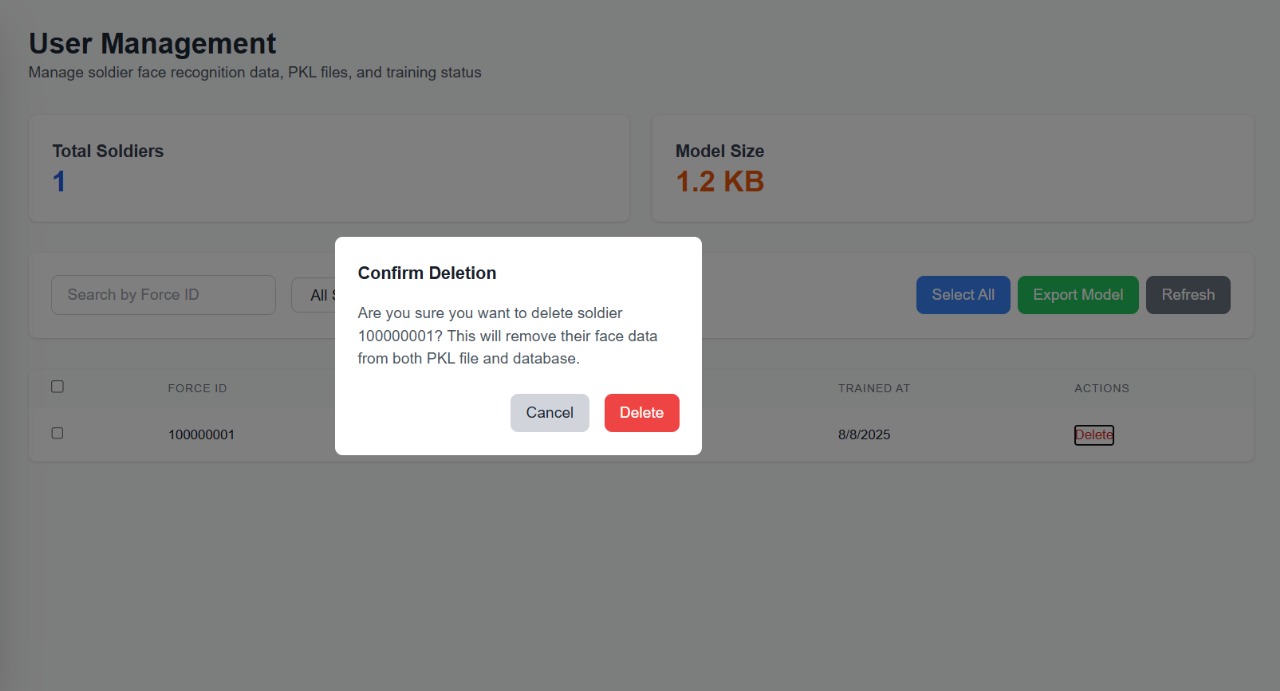 User Management
Manage soldier face recognition data, PKL files, and training status
Total Soldiers
1
Model Size
1.2 KB
Search by Force ID
All
Select All
Export Model
Refresh
Confirm Deletion
Are you sure you want to delete soldier
100000001? This will remove their face data
from both PKL file and database.
Cancel
Delete
FORCE ID
TRAINED AT
ACTIONS
100000001
8/8/2025
Delete